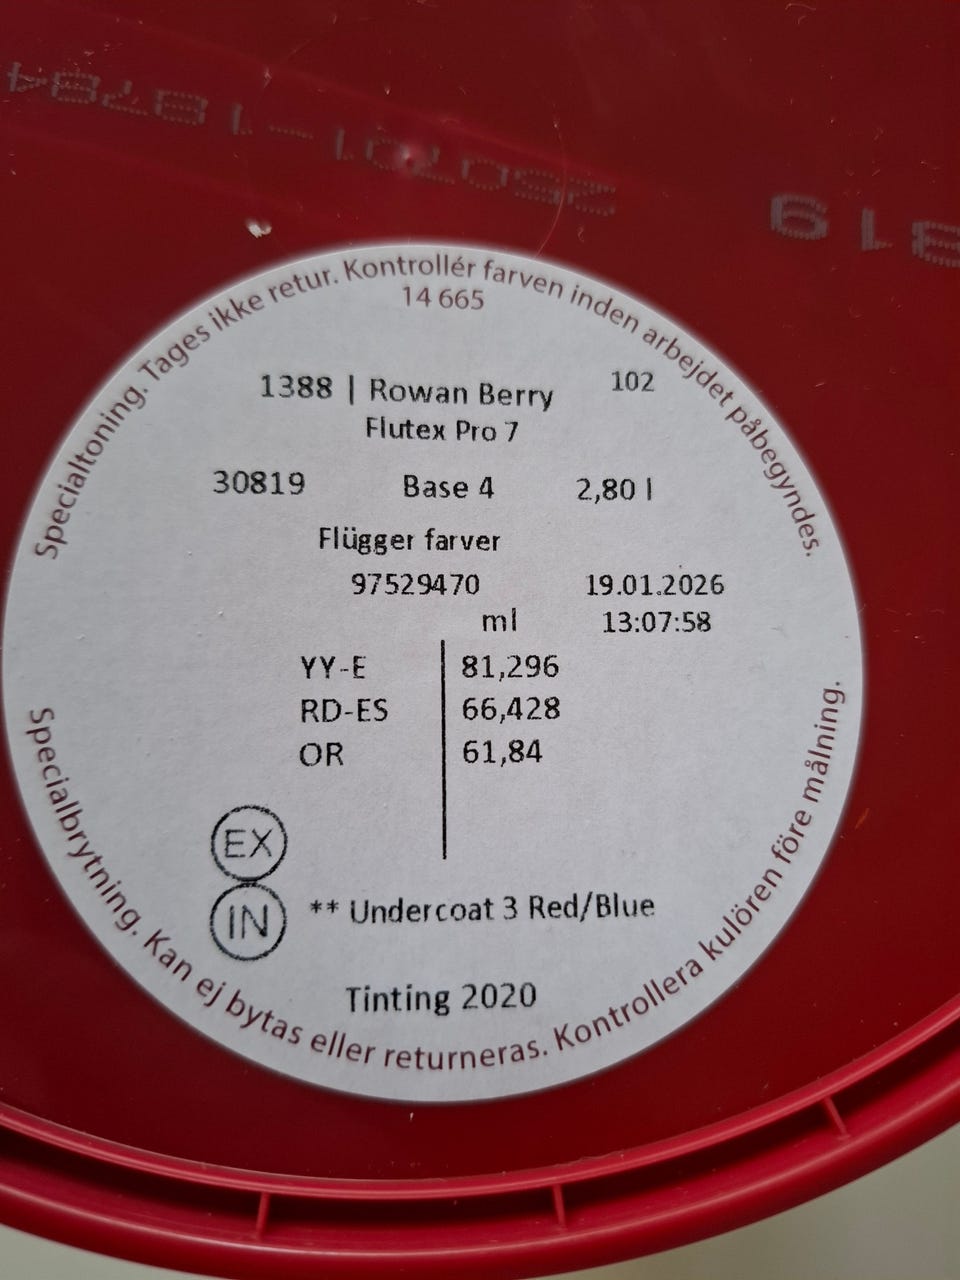 250701-18784
819
Specialtoning. Tages ikke retur. Kontrollér farven inden arbejdet påbegyndes.
14 665
1388 | Rowan Berry 102
Flutex Pro 7
30819 Base 4 2,80 l
Flügger farver
97529470 19.01.2026
ml 13:07:58
YY-E 81,296
RD-ES 66,428
OR 61,84
EX
IN ** Undercoat 3 Red/Blue
Tinting 2020
Specialbrytning. Kan ej bytas eller returneras. Kontrollera kulören före målning.